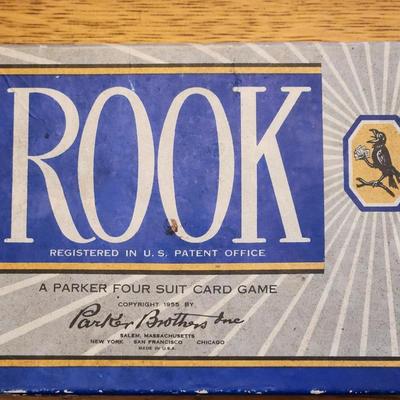 ROOK
REGISTERED IN U. S. PATENT OFFICE
A PARKER FOUR SUIT CARD GAME
COPYRIGHT 1955 BY
Parker Brothers Inc
SALEM, MASSACHUSETTS
NEW YORK SAN FRANCISCO CHICAGO
MADE IN U.S.A.